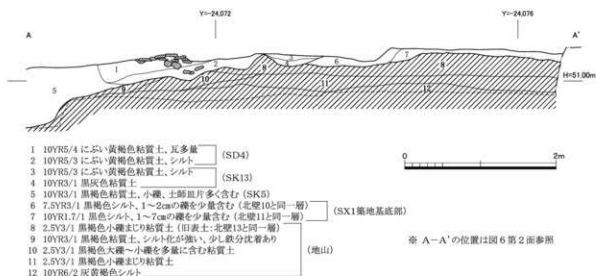 Y=-24,072
Y=-24,076
A
A'
1
2
3
4
6
7
8
8
5
9
10
11
12
H=51.00m
1 10YR5/4 にぶい黄褐色粘質土、瓦多量
2 10YR5/3 にぶい黄褐色粘質土、シルト
(SD4)
3 10YR5/3 にぶい黄褐色粘質土、シルト
4 10YR3/1 黒灰色粘質土
(SK13)
5 10YR3/1 黒褐色粘質土、小礫、土師皿片多く含む (SK5)
6 7.5YR3/1 黒褐色シルト、1～2cmの礫を少量含む (北壁10と同一層)
7 10YR1.7/1 黒色シルト、1～7cmの礫を少量含む (北壁11と同一層)
(SX1築地基底部)
8 2.5Y3/1 黒褐色小礫まじり粘質土 (旧表土:北壁13と同一層)
9 10YR3/1 黒褐色粘質土、シルト化が強い、少し鉄分沈着あり
10 2.5Y3/1 黒褐色大礫～小礫を多量に含む粘質土
11 2.5Y3/1 黒褐色小礫まじり粘質土
12 10YR6/2 灰黄褐色シルト
(地山)
0
2m
※ A-A'の位置は図6第2面参照